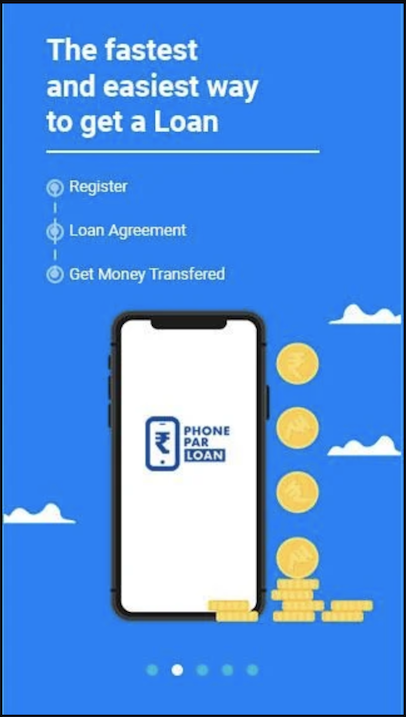 The fastest
and easiest way
to get a Loan
Register
Loan Agreement
Get Money Transfered
PHONE
PAR
LOAN